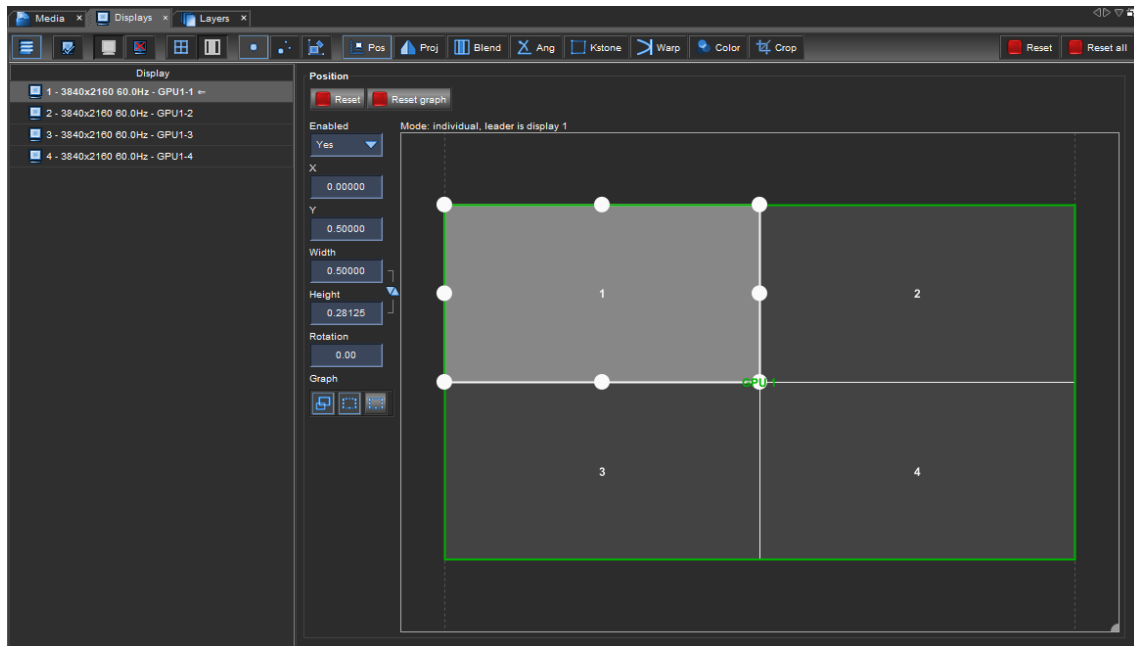 Media × Displays × Layers ×
Pos Proj Blend Ang Kstone Warp Color Crop Reset Reset all
Display
1 - 3840x2160 60.0Hz - GPU1-1 ⇐
2 - 3840x2160 60.0Hz - GPU1-2
3 - 3840x2160 60.0Hz - GPU1-3
4 - 3840x2160 60.0Hz - GPU1-4
Position
Reset Reset graph
Enabled
Yes
X
0.00000
Y
0.50000
Width
0.50000
Height
0.28125
Rotation
0.00
Graph
Mode: individual, leader is display 1
1
2
GPU 1
3
4